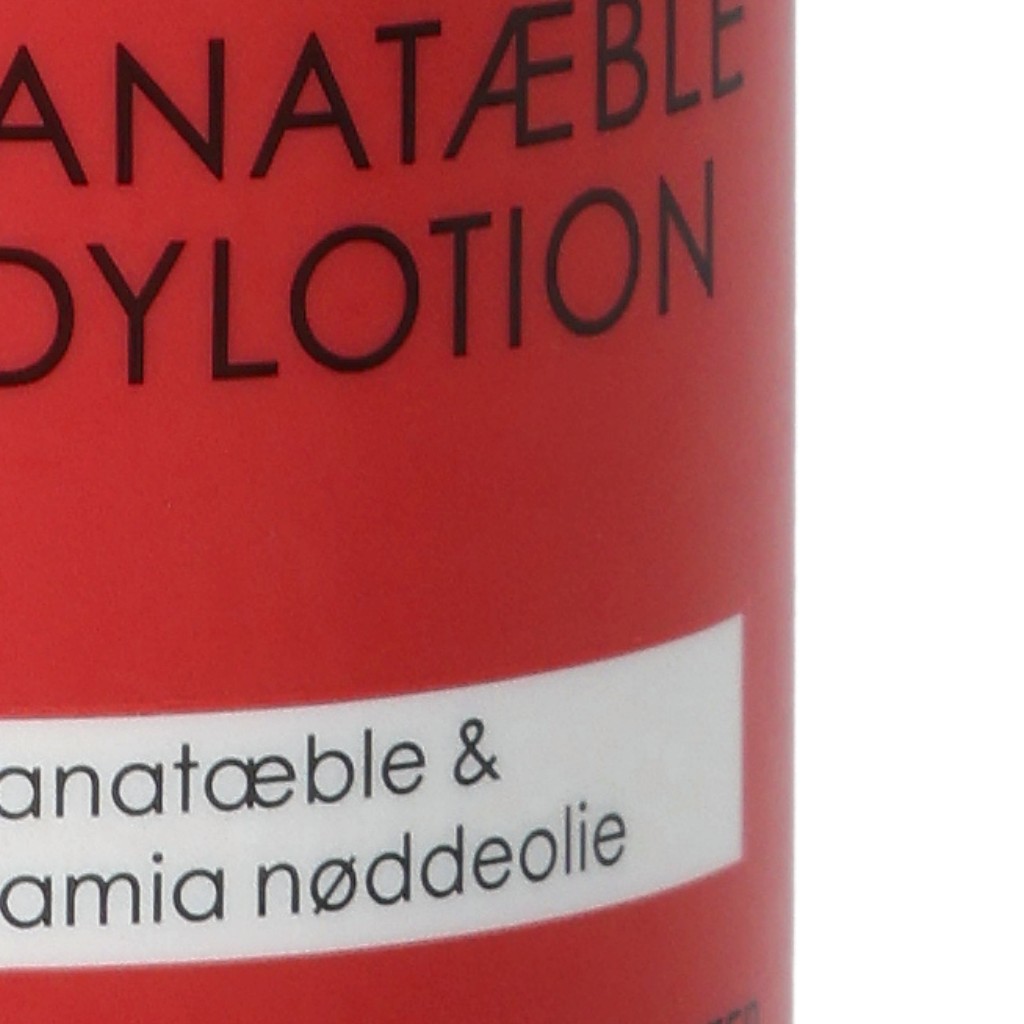 ANATÆBLE
DYLOTION
anatæble &
amia nøddeolie